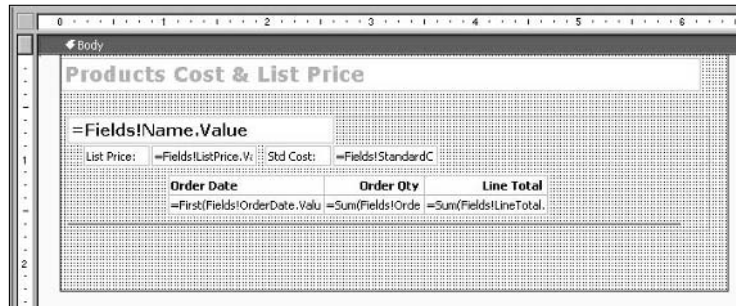 0 1 2 3 4 5 6
Body
Products Cost & List Price
=Fields!Name.Value
List Price: =Fields!ListPrice.Va Std Cost: =Fields!StandardC
Order Date Order Qty Line Total
=First(Fields!OrderDate.Valu =Sum(Fields!Orde =Sum(Fields!LineTotal.
1
2